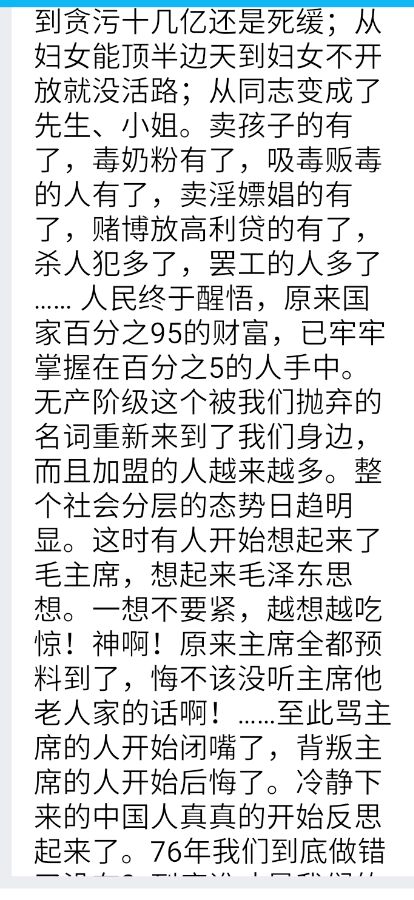 到贪污十几亿还是死缓；从
妇女能顶半边天到妇女不开
放就没活路；从同志变成了
先生、小姐。卖孩子的有
了，毒奶粉有了，吸毒贩毒
的人有了，卖淫嫖娼的有
了，赌博放高利贷的有了，
杀人犯多了，罢工的人多了
...... 人民终于醒悟，原来国
家百分之95的财富，已牢牢
掌握在百分之5的人手中。
无产阶级这个被我们抛弃的
名词重新来到了我们身边，
而且加盟的人越来越多。整
个社会分层的态势日趋明
显。这时有人开始想起来了
毛主席，想起来毛泽东思
想。一想不要紧，越想越吃
惊！神啊！原来主席全都预
料到了，悔不该没听主席他
老人家的话啊！......至此骂主
席的人开始闭嘴了，背叛主
席的人开始后悔了。冷静下
来的中国人真真的开始反思
起来了。76年我们到底做错